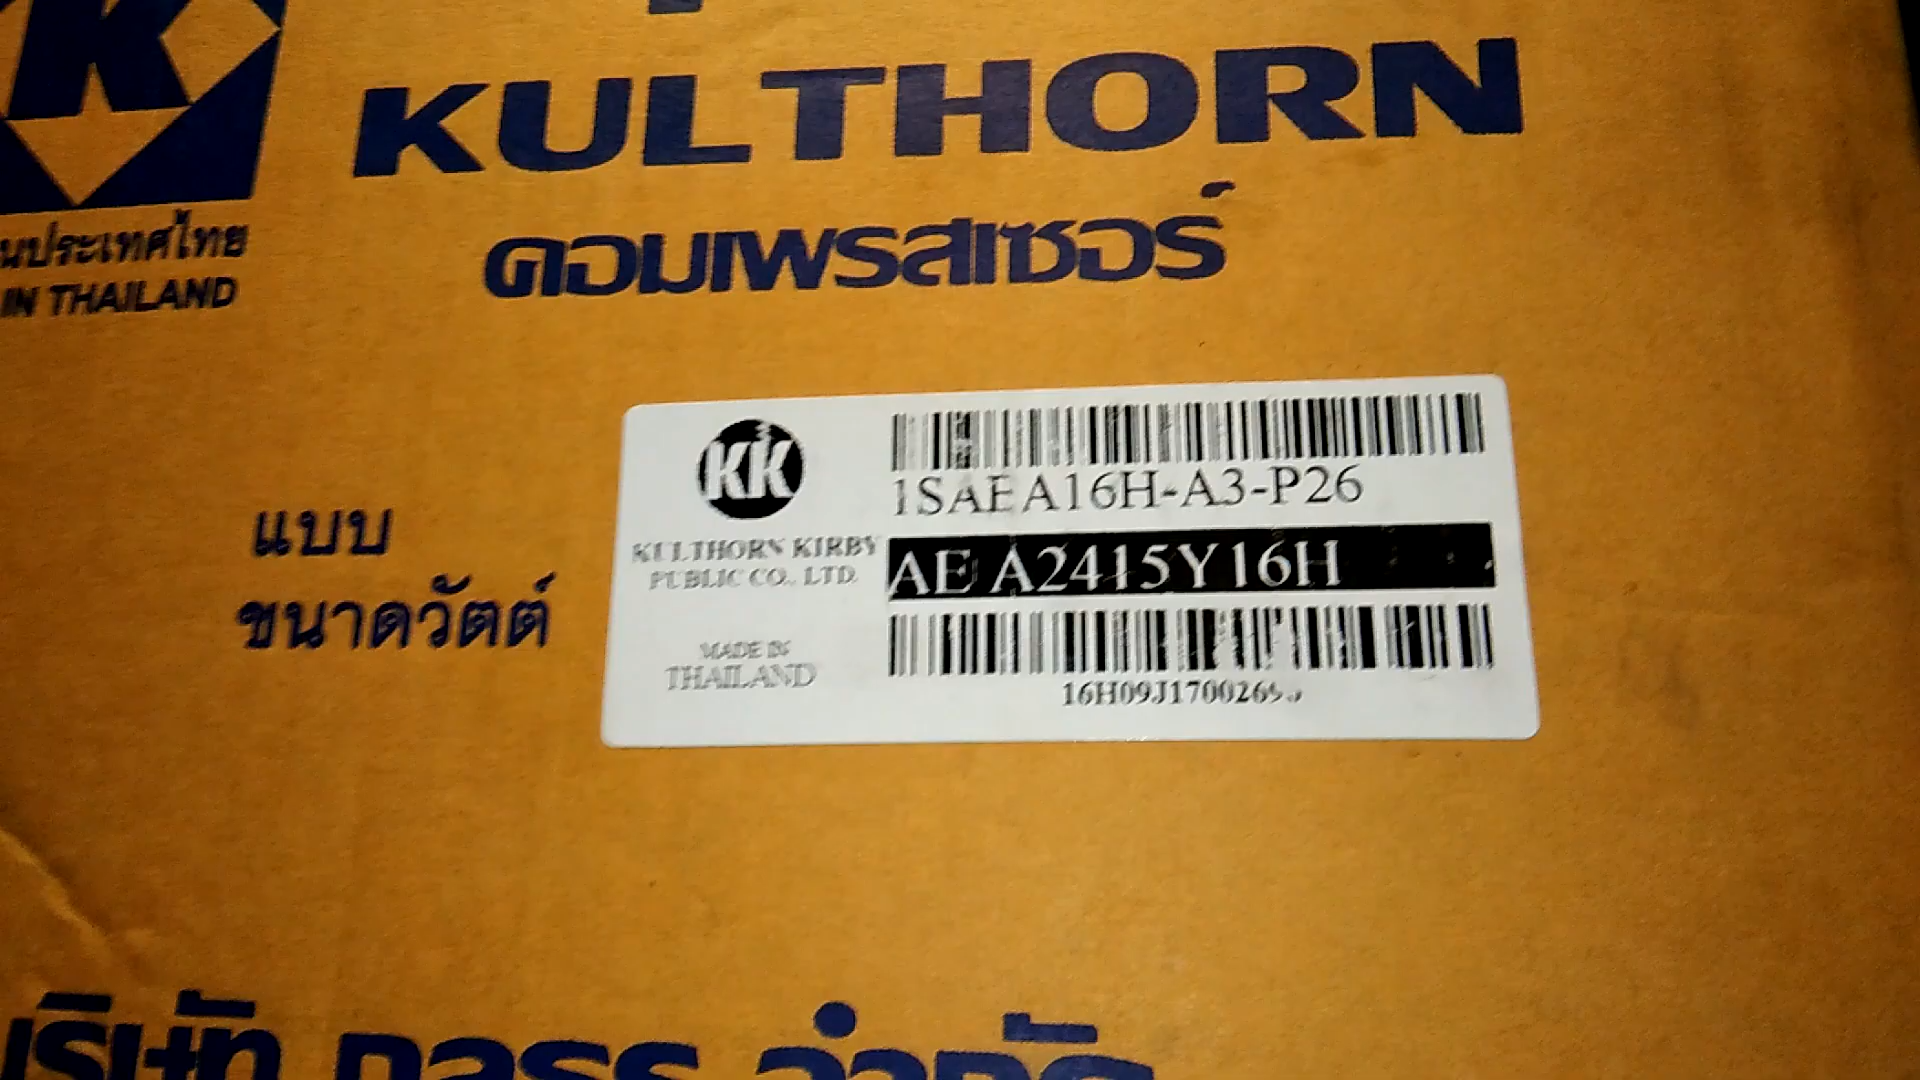 KULTHORN
คอมเพรสเซอร์
นประเทศไทย
IN THAILAND
KK
1SAEA16H-A3-P26
KULTHORN KIRBY
PUBLIC CO., LTD.
AEA2415Y16H
MADE IN
THAILAND
แบบ
ขนาดวัตต์